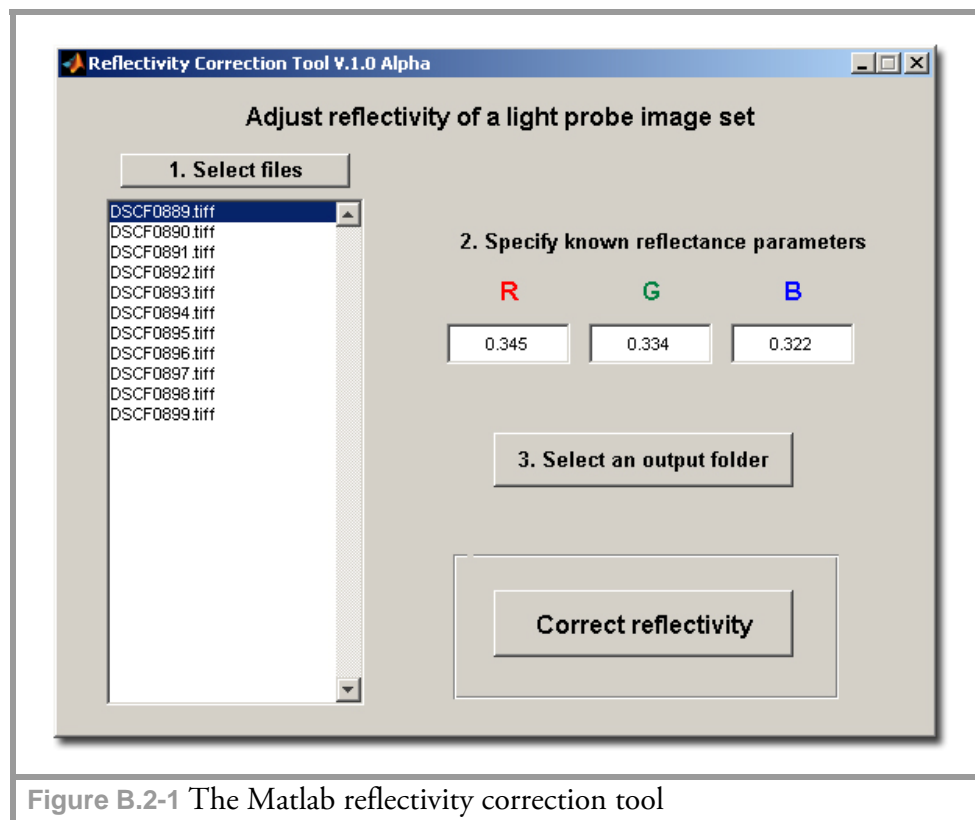 Reflectivity Correction Tool V.1.0 Alpha
Adjust reflectivity of a light probe image set
1. Select files
DSCF0889.tiff
DSCF0890.tiff
DSCF0891.tiff
DSCF0892.tiff
DSCF0893.tiff
DSCF0894.tiff
DSCF0895.tiff
DSCF0896.tiff
DSCF0897.tiff
DSCF0898.tiff
DSCF0899.tiff
2. Specify known reflectance parameters
R G B
0.345 0.334 0.322
3. Select an output folder
Correct reflectivity
Figure B.2-1 The Matlab reflectivity correction tool